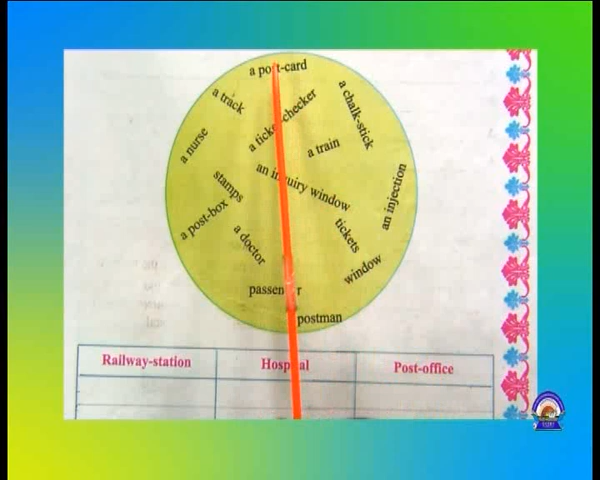 a post-card
a track
a ticket-checker
a chalk-stick
a nurse
a train
an inquiry window
stamps
an injection
a post-box
a doctor
tickets
window
passenger
postman
Railway-station
Hospital
Post-office